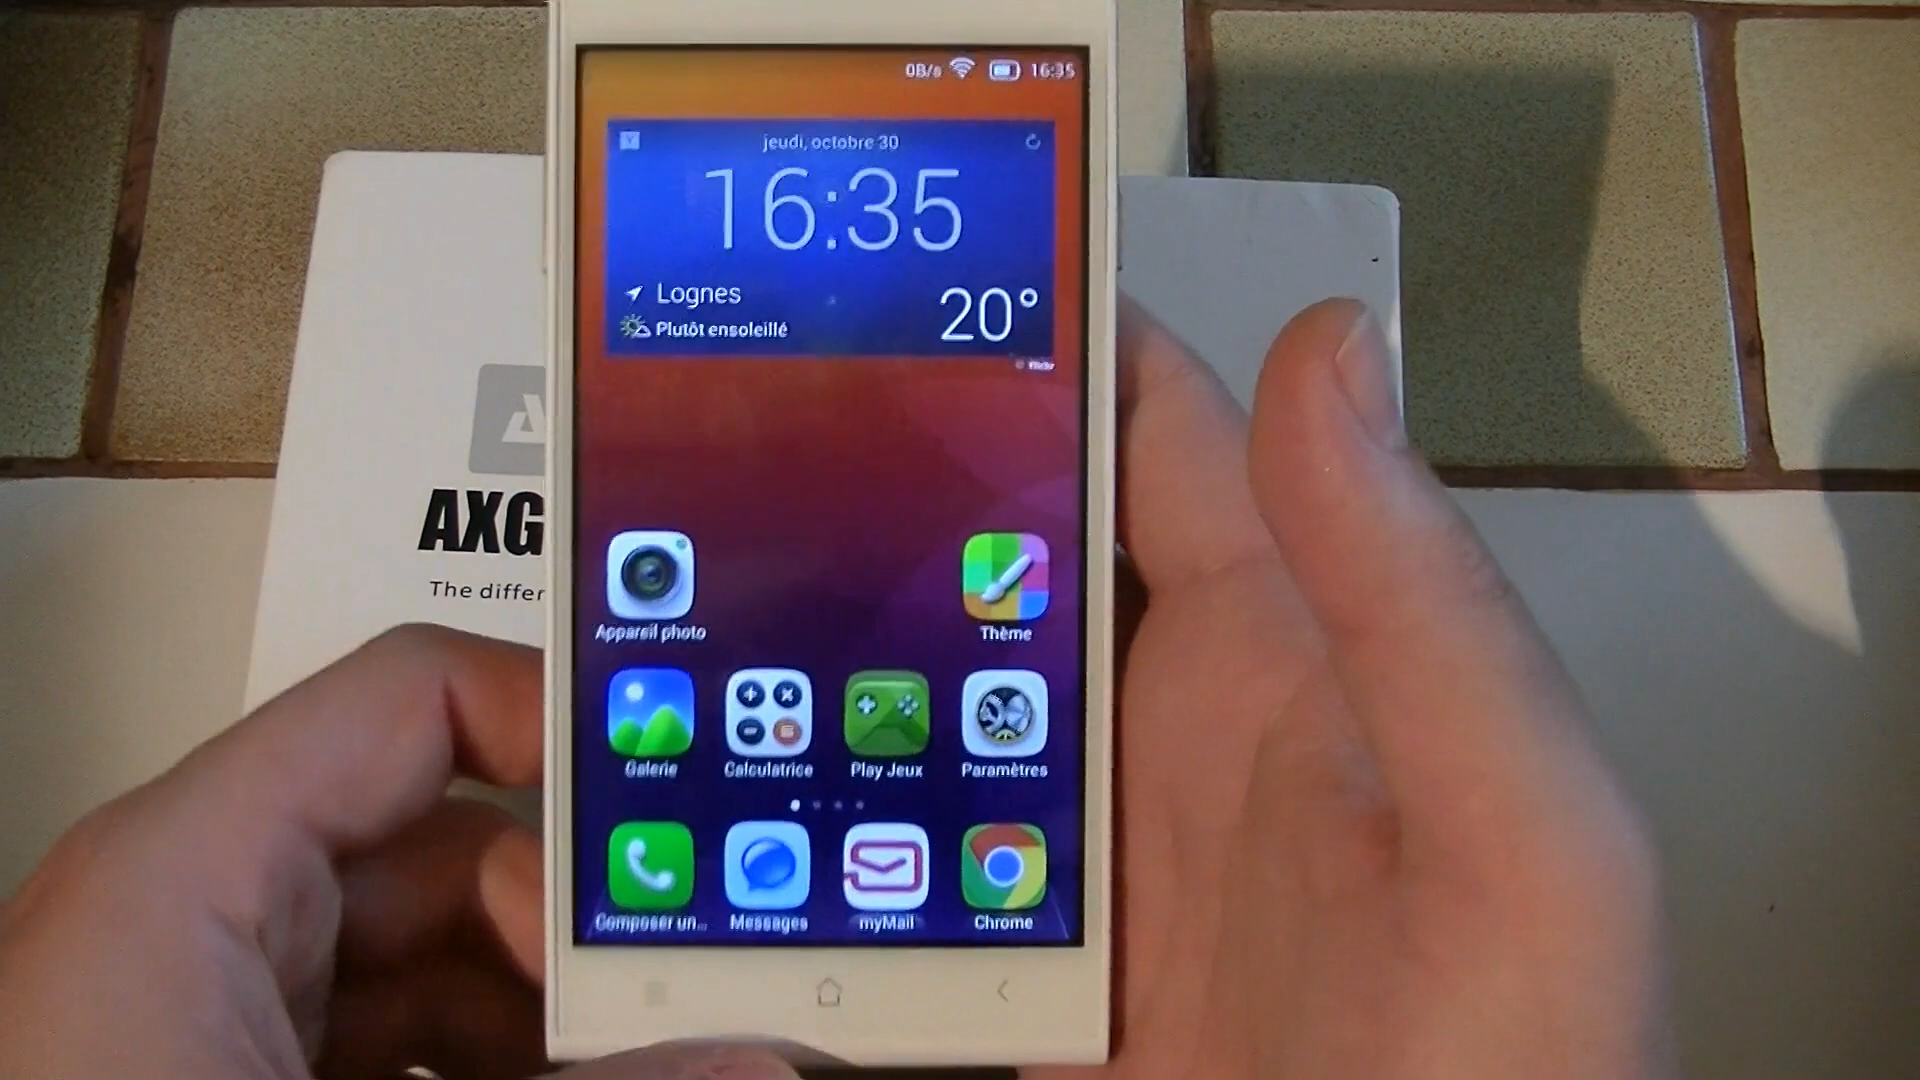 0B/s 16:35
jeudi, octobre 30
16:35
Lognes
20°
Plutôt ensoleillé
flickr
AXG
The differ
Appareil photo
Thème
Galerie
Calculatrice
Play Jeux
Paramètres
Composer un...
Messages
myMail
Chrome